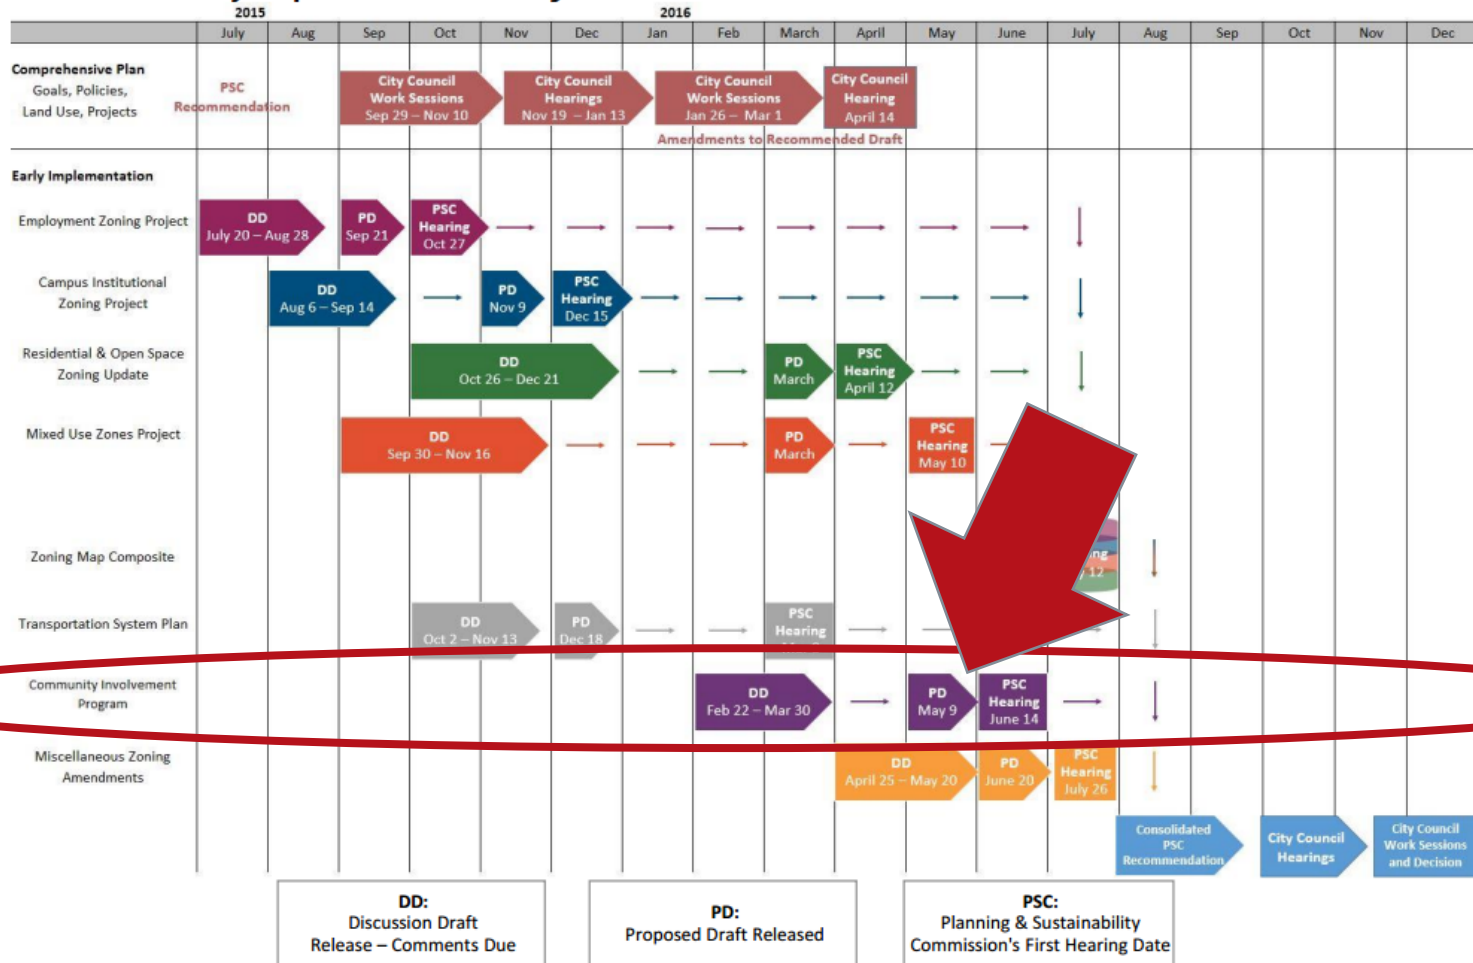 2015 2016
July Aug Sep Oct Nov Dec Jan Feb March April May June July Aug Sep Oct Nov Dec
Comprehensive Plan
Goals, Policies,
Land Use, Projects
PSC
Recommendation
City Council
Work Sessions
Sep 29 – Nov 10
City Council
Hearings
Nov 19 – Jan 13
City Council
Work Sessions
Jan 26 – Mar 1
City Council
Hearing
April 14
Amendments to Recommended Draft
Early Implementation
Employment Zoning Project
DD
July 20 – Aug 28
PD
Sep 21
PSC
Hearing
Oct 27
Campus Institutional
Zoning Project
DD
Aug 6 – Sep 14
PD
Nov 9
PSC
Hearing
Dec 15
Residential & Open Space
Zoning Update
DD
Oct 26 – Dec 21
PD
March
PSC
Hearing
April 12
Mixed Use Zones Project
DD
Sep 30 – Nov 16
PD
March
PSC
Hearing
May 10
Zoning Map Composite
Transportation System Plan
DD
Oct 2 – Nov 13
PD
Dec 18
PSC
Hearing
Community Involvement
Program
DD
Feb 22 – Mar 30
PD
May 9
PSC
Hearing
June 14
Miscellaneous Zoning
Amendments
DD
April 25 – May 20
PD
June 20
PSC
Hearing
July 26
Consolidated
PSC
Recommendation
City Council
Hearings
City Council
Work Sessions
and Decision
DD:
Discussion Draft
Release – Comments Due
PD:
Proposed Draft Released
PSC:
Planning & Sustainability
Commission's First Hearing Date